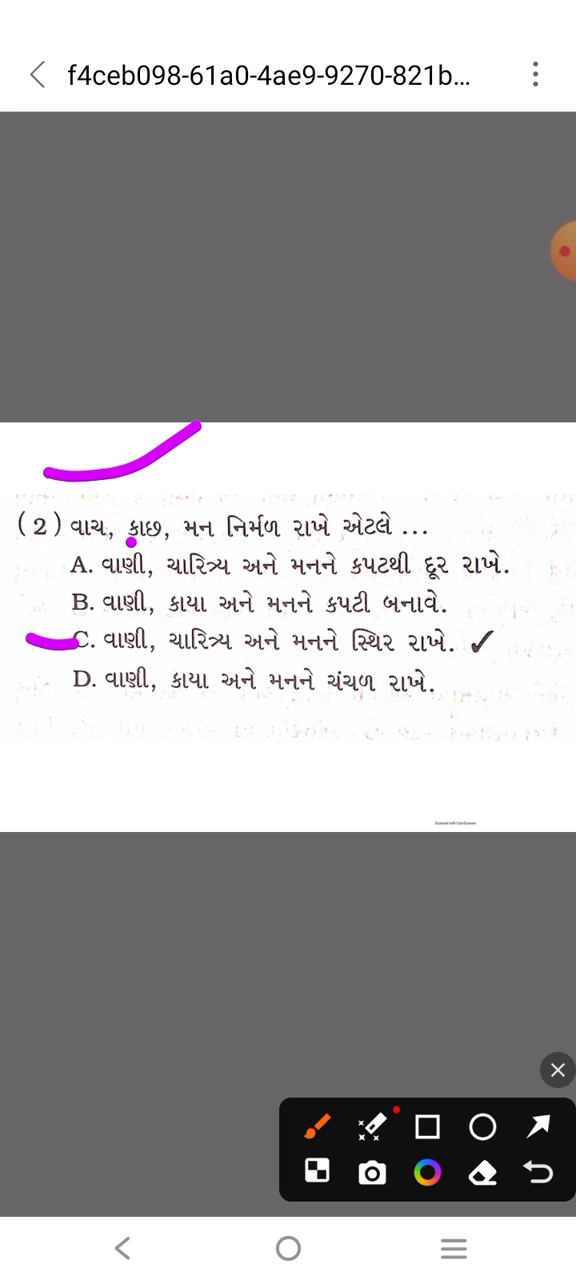 f4ceb098-61a0-4ae9-9270-821b...
(2) વાચ, કાછ, મન નિર્મળ રાખે એટલે ...
A. વાણી, ચારિત્ર્ય અને મનને કપટથી દૂર રાખે.
B. વાણી, કાયા અને મનને કપટી બનાવે.
C. વાણી, ચારિત્ર્ય અને મનને સ્થિર રાખે. ✓
D. વાણી, કાયા અને મનને ચંચળ રાખે.